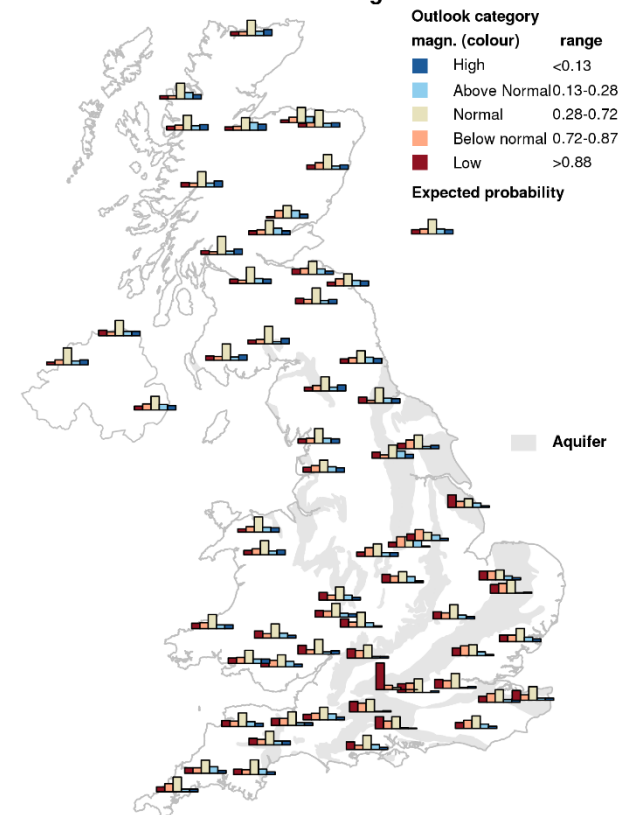 Outlook category
magn. (colour) range
High <0.13
Above Normal 0.13-0.28
Normal 0.28-0.72
Below normal 0.72-0.87
Low >0.88
Expected probability
Aquifer